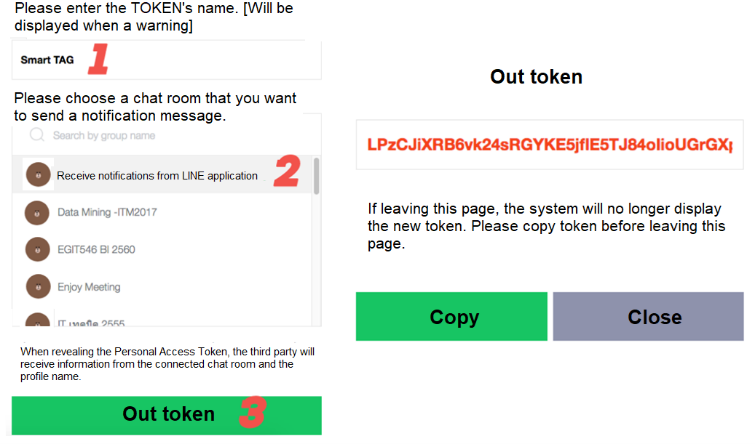 Please enter the TOKEN's name. [Will be
displayed when a warning]
Smart TAG 1
Please choose a chat room that you want
to send a notification message.
Search by group name
Receive notifications from LINE application 2
Data Mining -ITM2017
EGIT546 BI 2560
Enjoy Meeting
IT 2555
When revealing the Personal Access Token, the third party will
receive information from the connected chat room and the
profile name.
Out token 3
Out token
If leaving this page, the system will no longer display
the new token. Please copy token before leaving this
page.
Copy
Close